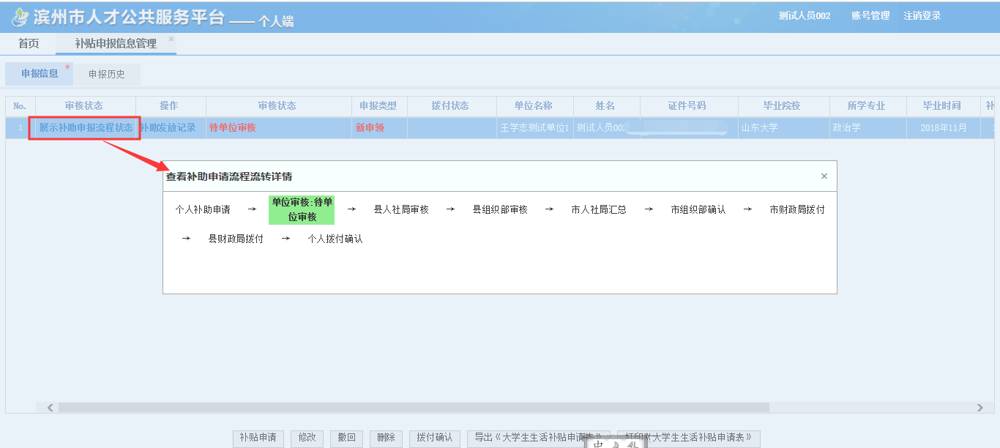 滨州市人才公共服务平台 —— 个人端
测试人员002 账号管理 注销登录
首页 补贴申报信息管理 ×
申报信息 * 申报历史
No. 审核状态 操作 审核状态 申报类型 拨付状态 单位名称 姓名 证件号码 毕业院校 所学专业 毕业时间 补
1 展示补助申报流程状态 补助发放记录 待单位审核 新申领 王学志测试单位1 测试人员002 山东大学 政治学 2018年11月
查看补助申请流程流转详情 ×
个人补助申请 → 单位审核:待单位审核 → 县人社局审核 → 县组织部审核 → 市人社局汇总 → 市组织部确认 → 市财政局拨付
→ 县财政局拨付 → 个人拨付确认
补贴申请 修改 撤回 删除 拨付确认 导出《大学生生活补贴申请表》 打印《大学生生活补贴申请表》